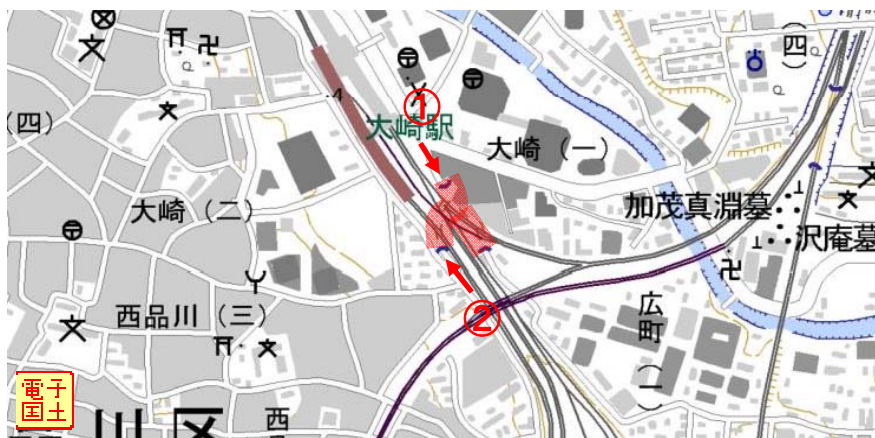 (四)
大崎駅
①
大崎(一)
(四)
大崎(二)
加茂真淵墓
沢庵墓
西品川(三)
②
広町(一)
電子
国土
川区
西